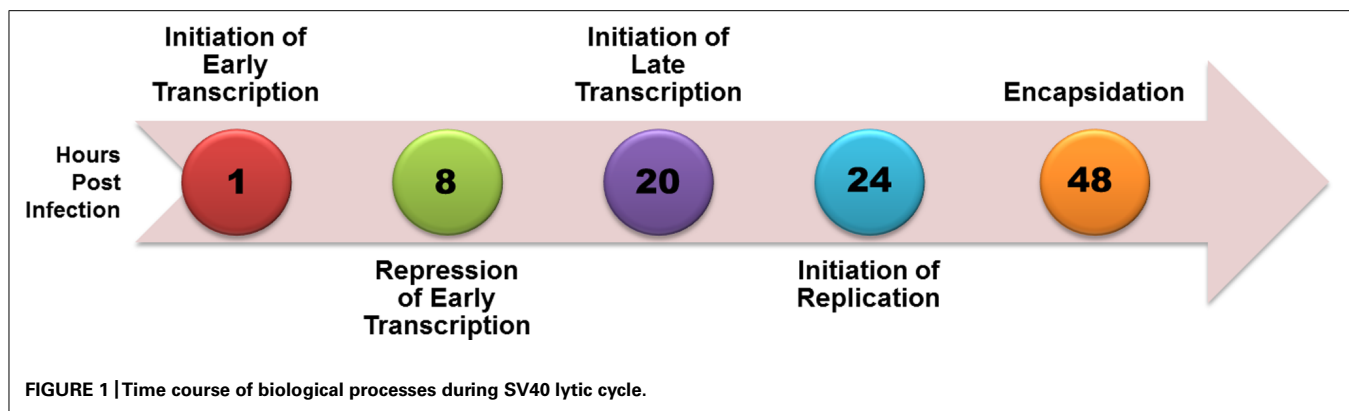 Initiation of
Early
Transcription
Initiation of
Late
Transcription
Encapsidation
Hours
Post
Infection
1
8
20
24
48
Repression
of Early
Transcription
Initiation of
Replication
FIGURE 1 | Time course of biological processes during SV40 lytic cycle.